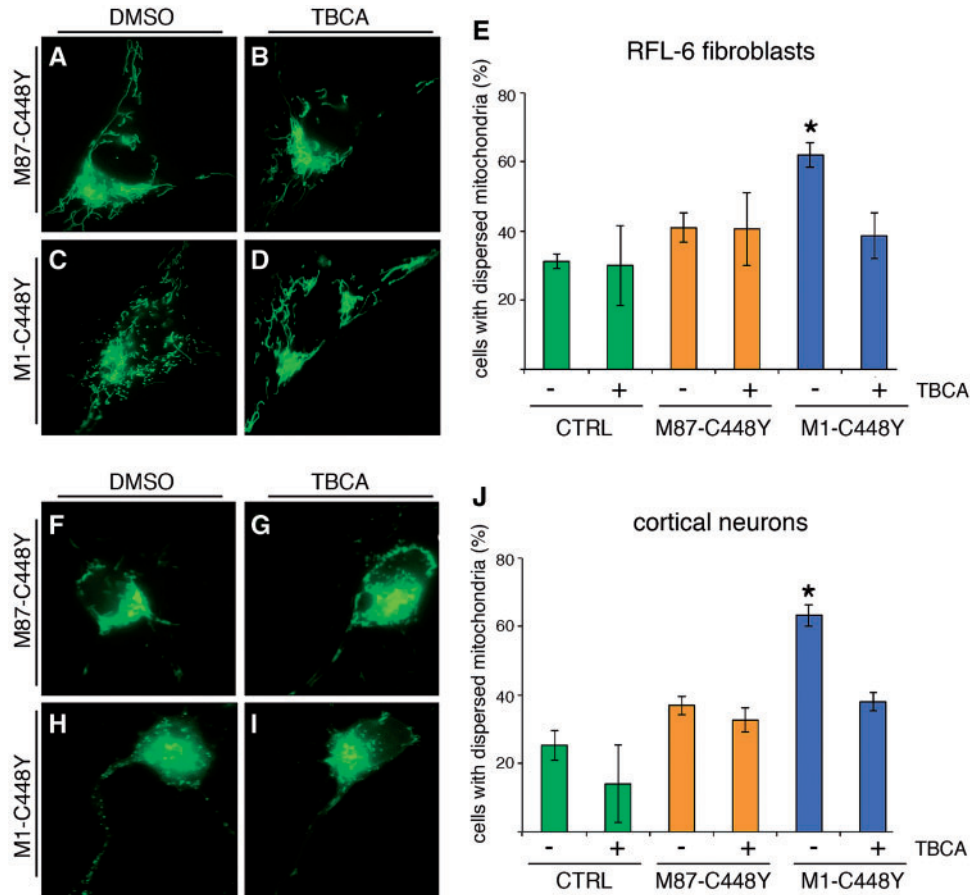 DMSO TBCA
M87-C448Y
A B
M1-C448Y
C D
E
RFL-6 fibroblasts
cells with dispersed mitochondria (%)
80
60
40
20
- + - + - + TBCA
CTRL M87-C448Y M1-C448Y
*
DMSO TBCA
M87-C448Y
F G
M1-C448Y
H I
J
cortical neurons
cells with dispersed mitochondria (%)
80
60
40
20
*
- + - + - + TBCA
CTRL M87-C448Y M1-C448Y